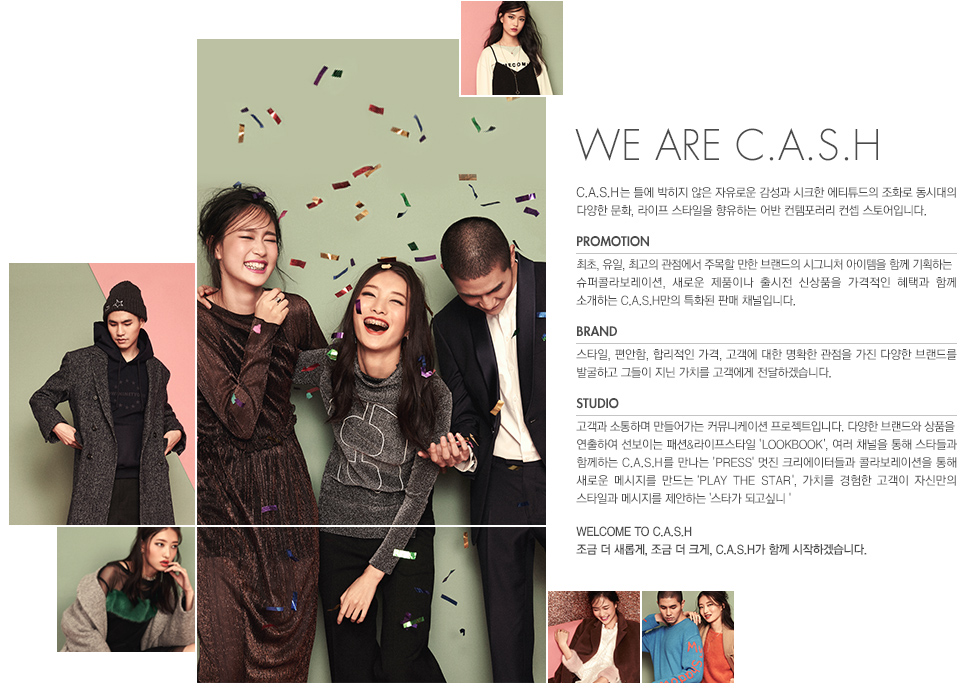 WE ARE C.A.S.H
C.A.S.H는 틀에 박히지 않은 자유로운 감성과 시크한 에티튜드의 조화로 동시대의
다양한 문화, 라이프 스타일을 향유하는 어반 컨템포러리 컨셉 스토어입니다.
PROMOTION
최초, 유일, 최고의 관점에서 주목할 만한 브랜드의 시그니처 아이템을 함께 기획하는
슈퍼콜라보레이션, 새로운 제품이나 출시전 신상품을 가격적인 혜택과 함께
소개하는 C.A.S.H만의 특화된 판매 채널입니다.
BRAND
스타일, 편안함, 합리적인 가격, 고객에 대한 명확한 관점을 가진 다양한 브랜드를
발굴하고 그들이 지닌 가치를 고객에게 전달하겠습니다.
STUDIO
고객과 소통하며 만들어가는 커뮤니케이션 프로젝트입니다. 다양한 브랜드와 상품을
연출하여 선보이는 패션&라이프스타일 'LOOKBOOK', 여러 채널을 통해 스타들과
함께하는 C.A.S.H를 만나는 'PRESS' 멋진 크리에이터들과 콜라보레이션을 통해
새로운 메시지를 만드는 'PLAY THE STAR', 가치를 경험한 고객이 자신만의
스타일과 메시지를 제안하는 '스타가 되고싶니 '
WELCOME TO C.A.S.H
조금 더 새롭게, 조금 더 크게, C.A.S.H가 함께 시작하겠습니다.